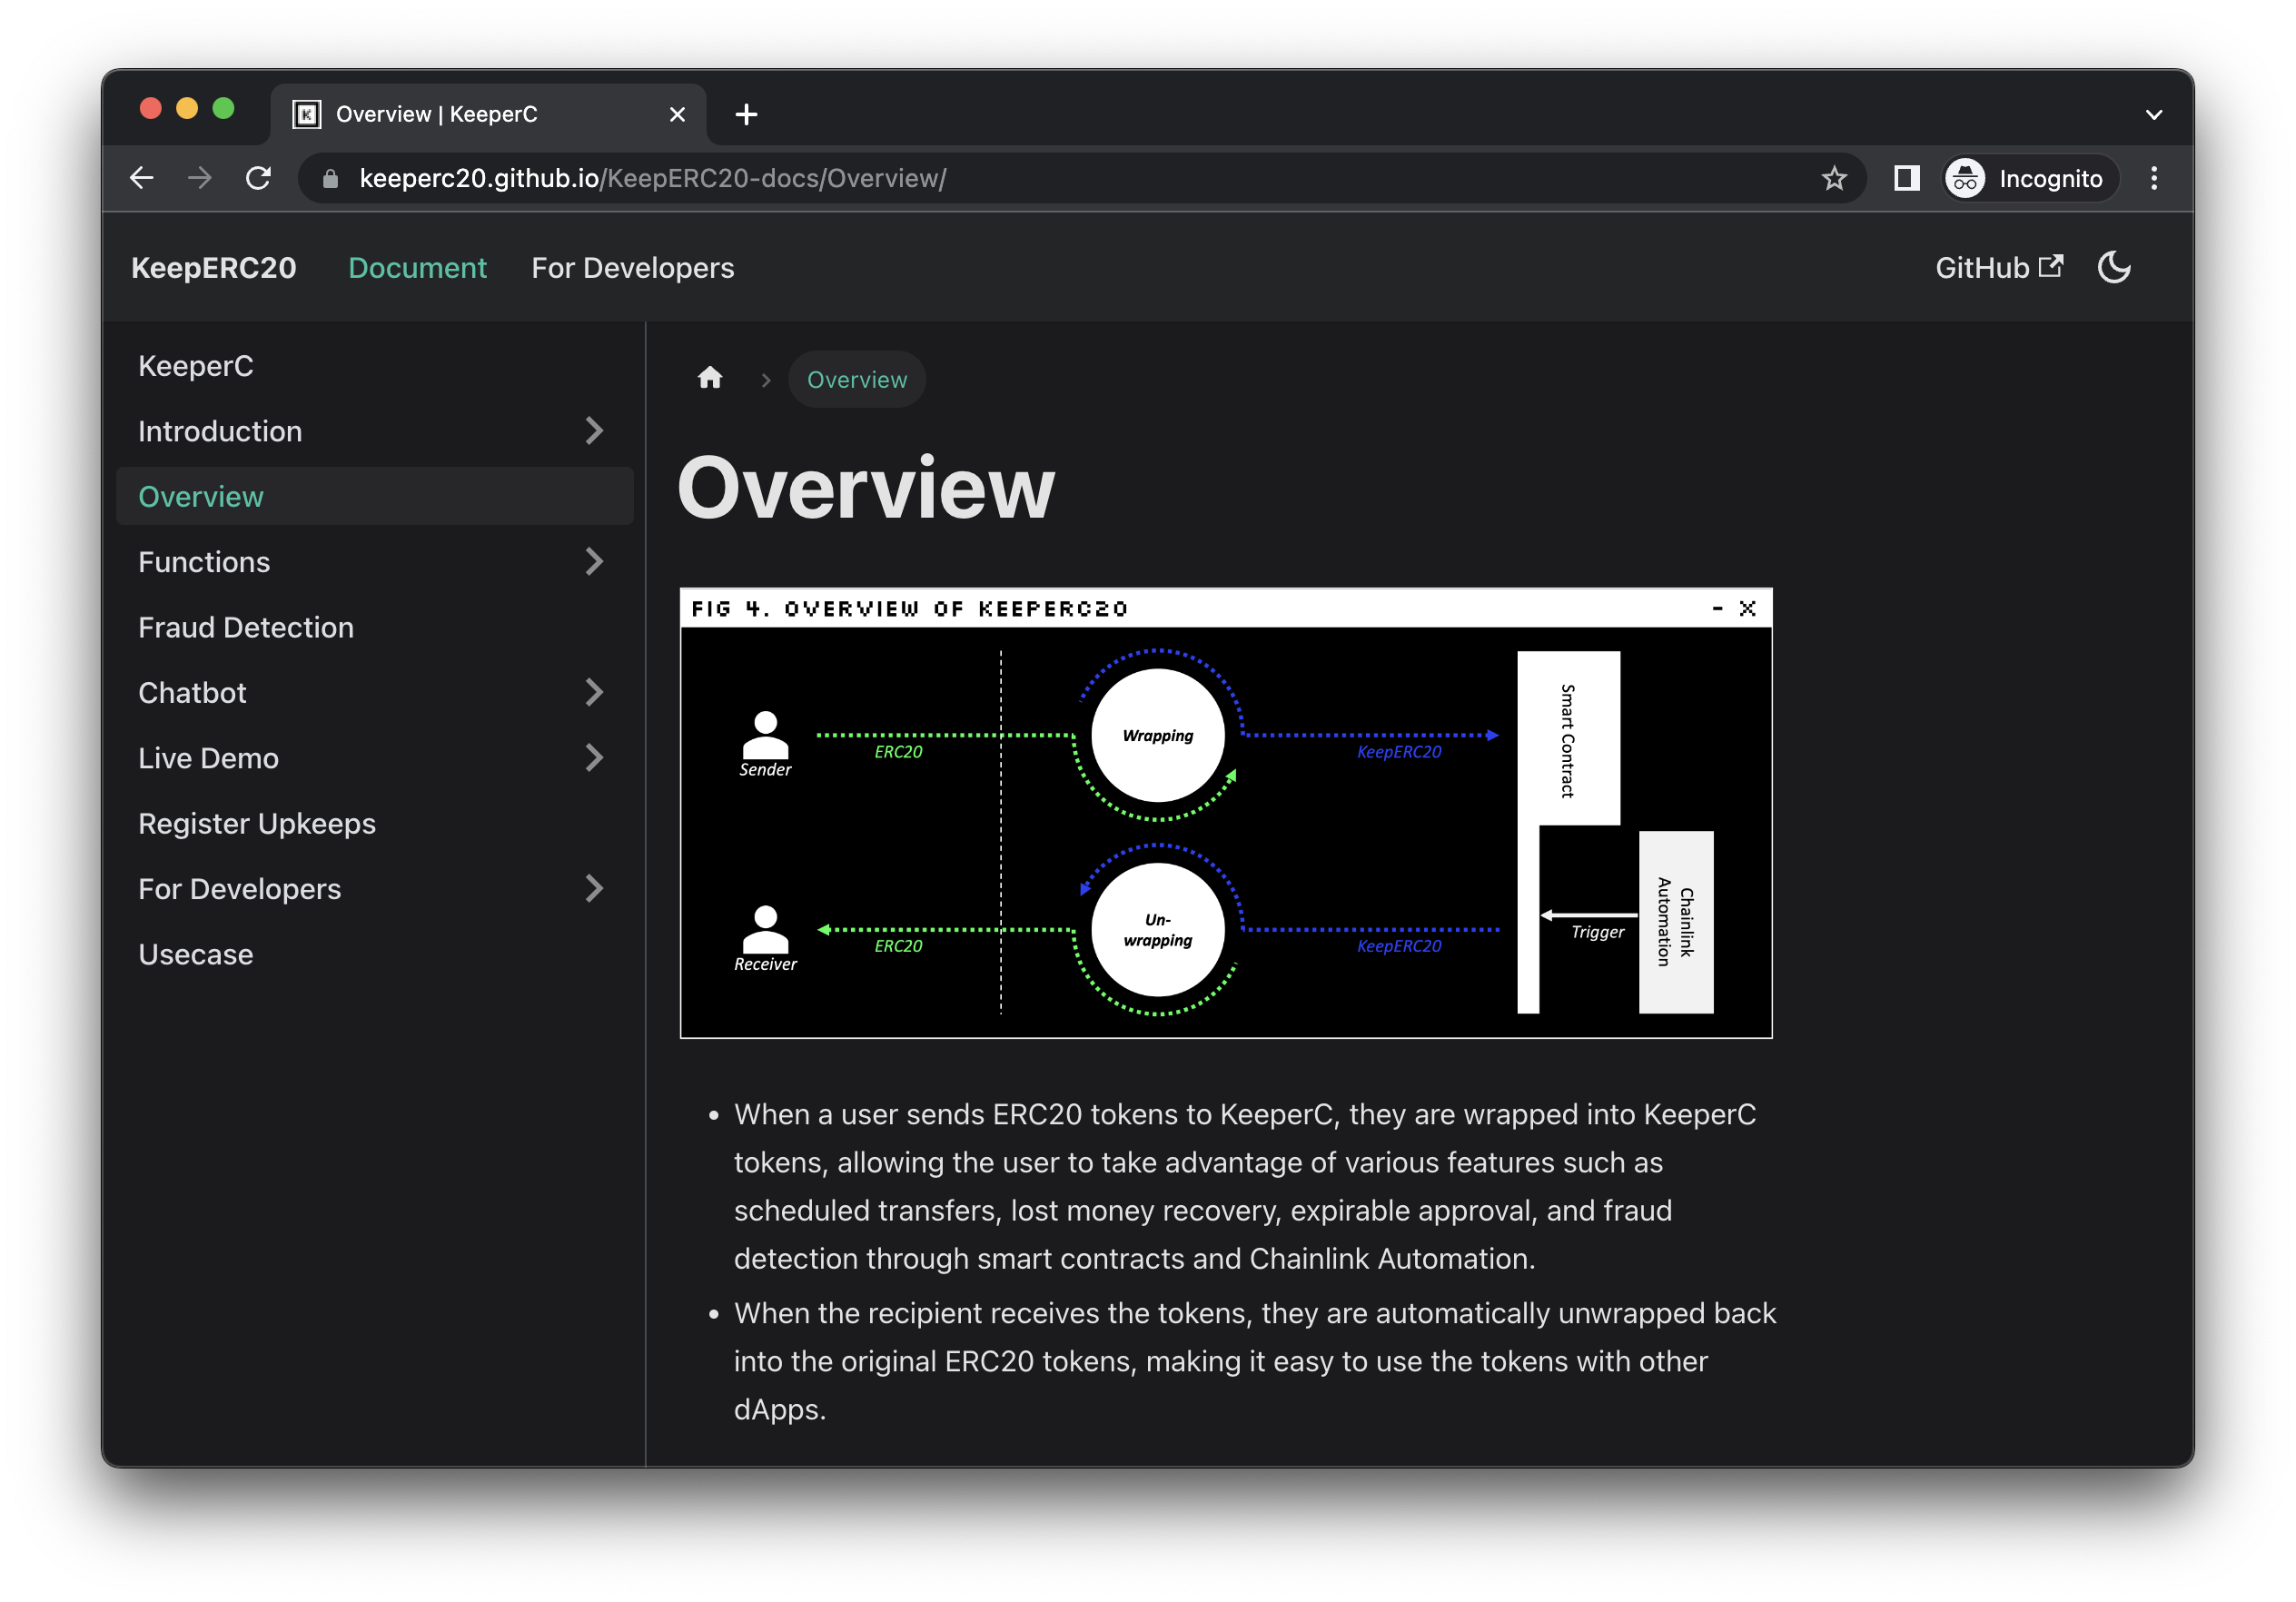 Overview | KeeperC
keeperc20.github.io/KeepERC20-docs/Overview/
Incognito
KeepERC20
Document
For Developers
GitHub
KeeperC
Introduction
Overview
Functions
Fraud Detection
Chatbot
Live Demo
Register Upkeeps
For Developers
Usecase
Overview
Overview
FIG 4. OVERVIEW OF KEEPERC20
Sender
ERC20
Wrapping
KeepERC20
Smart Contract
Receiver
ERC20
Un-
wrapping
KeepERC20
Trigger
Chainlink
Automation
When a user sends ERC20 tokens to KeeperC, they are wrapped into KeeperC
tokens, allowing the user to take advantage of various features such as
scheduled transfers, lost money recovery, expirable approval, and fraud
detection through smart contracts and Chainlink Automation.
When the recipient receives the tokens, they are automatically unwrapped back
into the original ERC20 tokens, making it easy to use the tokens with other
dApps.